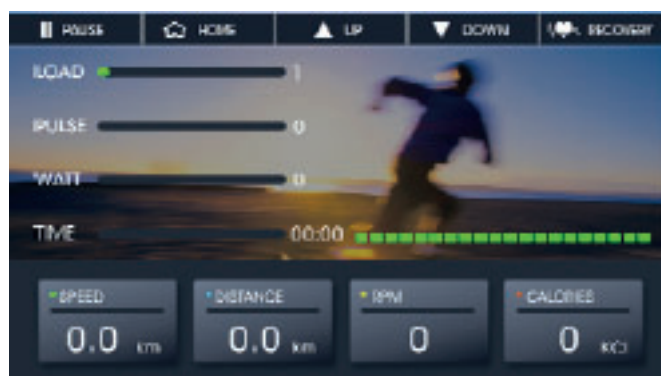 PAUSE HOME UP DOWN RECOVERY
LOAD 1
PULSE 0
WATT 0
TIME 00:00
SPEED DISTANCE RPM CALORIES
0.0 km 0.0 km 0 0